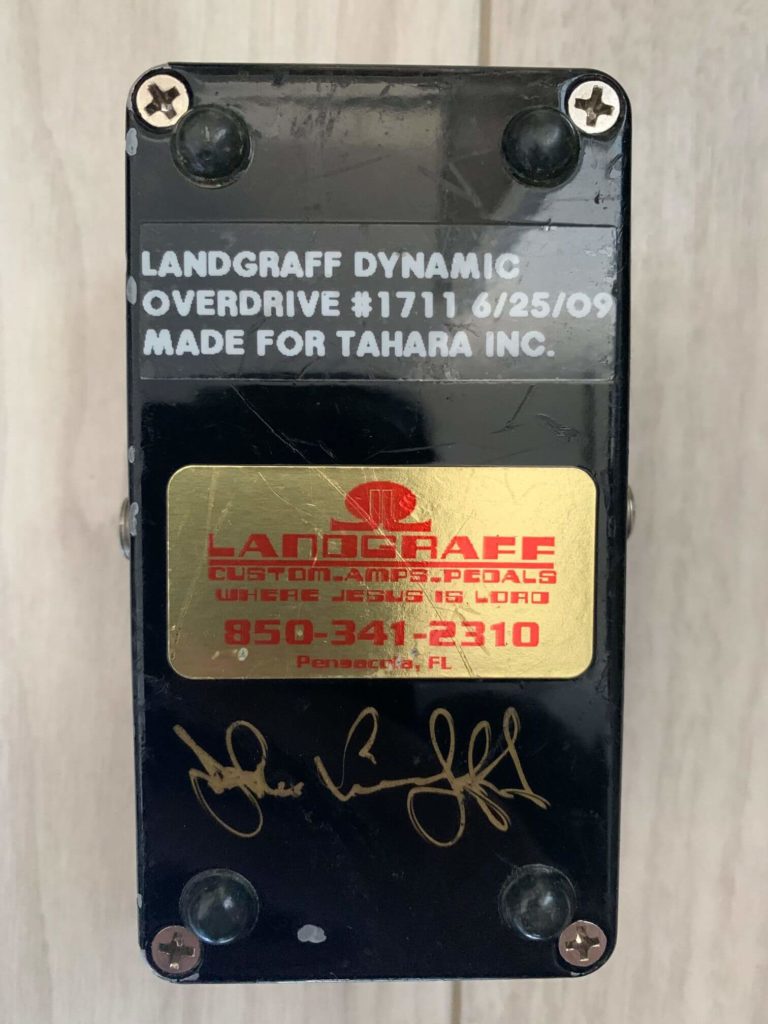 LANDGRAFF DYNAMIC
OVERDRIVE #1711 6/25/09
MADE FOR TAHARA INC.
LANDGRAFF
CUSTOM-AMPS-PEDALS
WHERE JESUS IS LORD
850-341-2310
Pensacola, FL